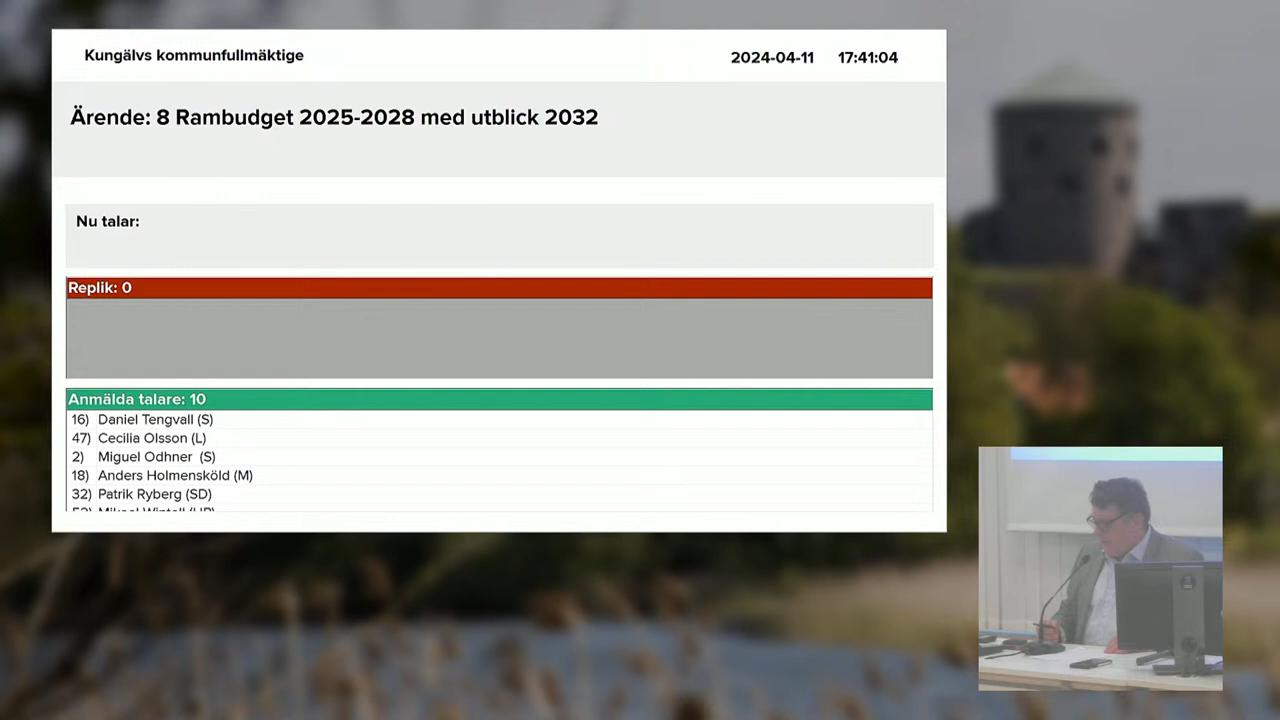 Kungälvs kommunfullmäktige
2024-04-11 17:41:04
Ärende: 8 Rambudget 2025-2028 med utblick 2032
Nu talar:
Replik: 0
Anmälda talare: 10
16) Daniel Tengvall (S)
47) Cecilia Olsson (L)
2) Miguel Odhner (S)
18) Anders Holmensköld (M)
32) Patrik Ryberg (SD)